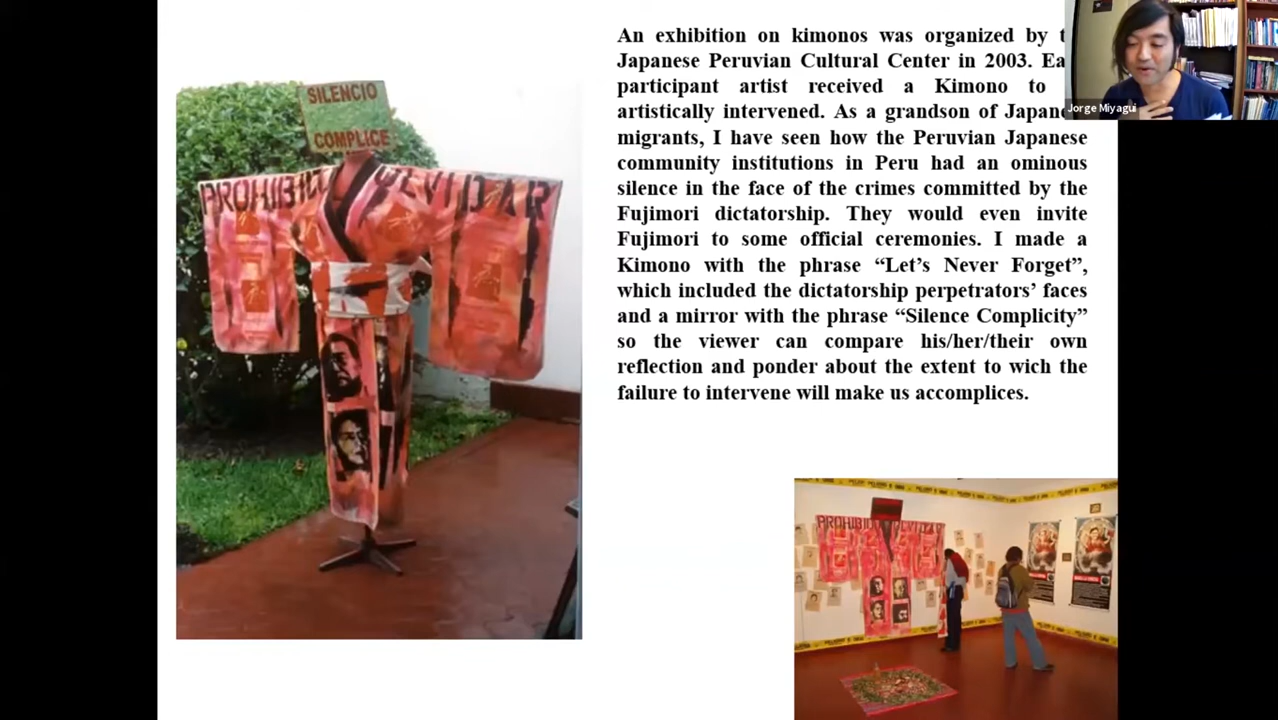 SILENCIO
COMPLICE
PROHIBIDO OLVIDAR
An exhibition on kimonos was organized by
Japanese Peruvian Cultural Center in 2003.
participant artist received a Kimono to
artistically intervened. As a grandson of
migrants, I have seen how the Peruvian Japanese
community institutions in Peru had an ominous
silence in the face of the crimes committed by the
Fujimori dictatorship. They would even invite
Fujimori to some official ceremonies. I made a
Kimono with the phrase “Let’s Never Forget”,
which included the dictatorship perpetrators’ faces
and a mirror with the phrase “Silence Complicity”
so the viewer can compare his/her/their own
reflection and ponder about the extent to wich the
failure to intervene will make us accomplices.
Jorge Miyagui
PROHIBIDO OLVIDAR